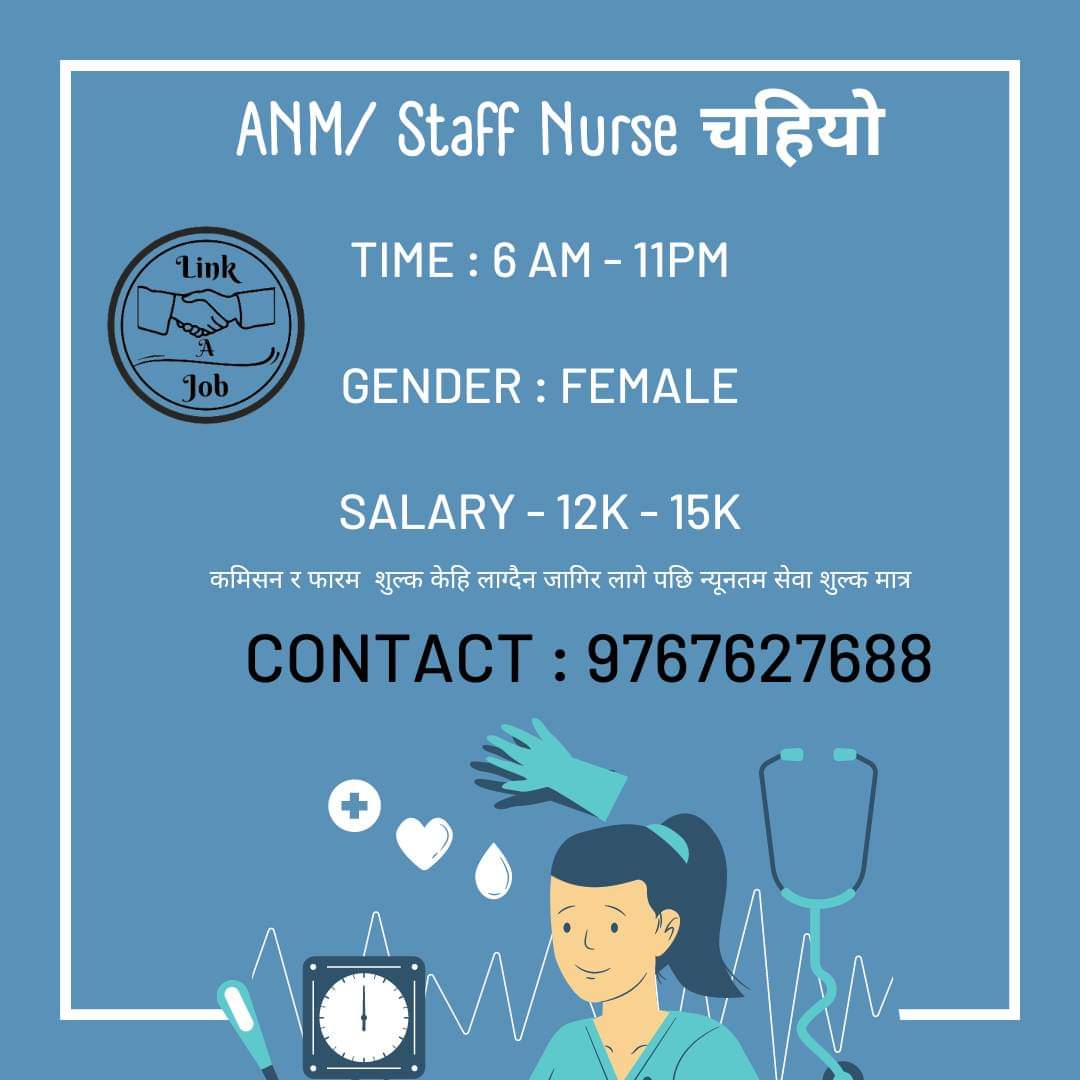 ANM/ Staff Nurse चहियो
Link
A
Job
TIME : 6 AM - 11PM
GENDER : FEMALE
SALARY - 12K - 15K
कमिसन र फारम  शुल्क केहि लाग्दैन जागिर लागे पछि न्यूनतम सेवा शुल्क मात्र
CONTACT : 9767627688